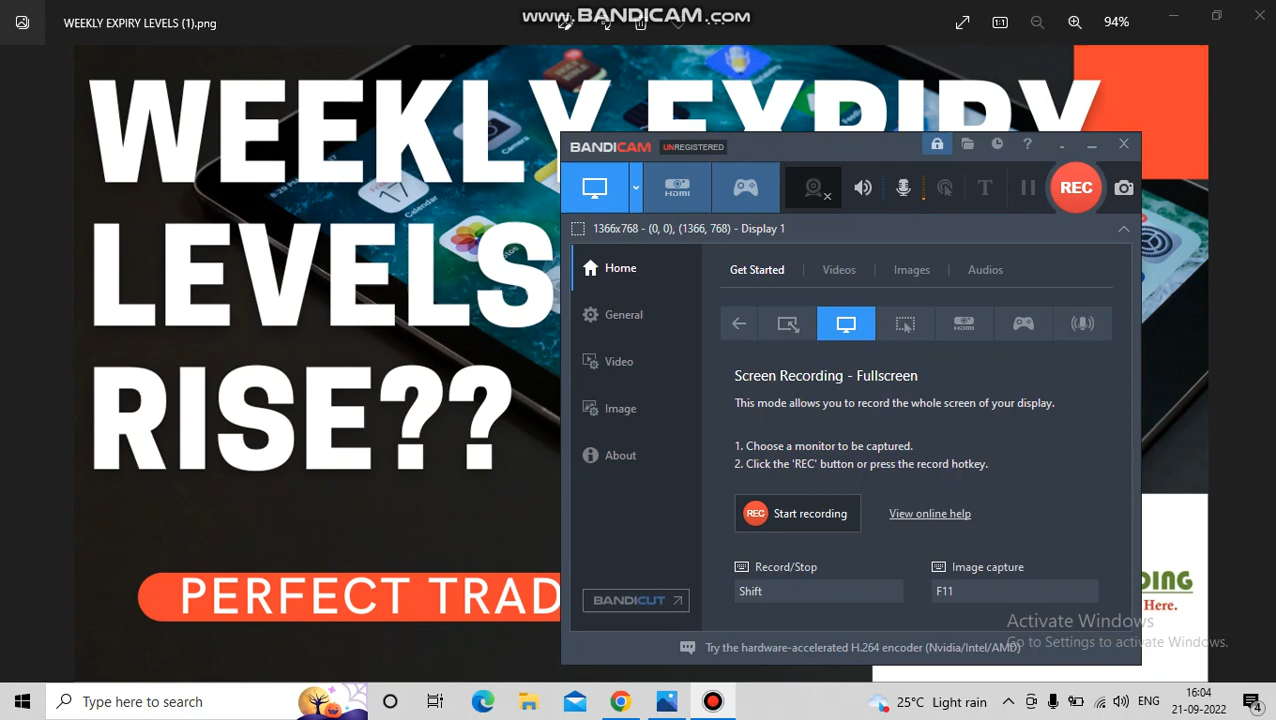 www.BANDICAM.com
WEEKLY EXPIRY LEVELS (1).png
94%
WEEKLY EXPIRY
LEVELS
RISE??
PERFECT TRAD
DING
Here.
BANDICAM UNREGISTERED
HDMI
REC
1366x768 - (0, 0), (1366, 768) - Display 1
Home
General
Video
Image
About
BANDICUT
Get Started
Videos
Images
Audios
Screen Recording - Fullscreen
This mode allows you to record the whole screen of your display.
1. Choose a monitor to be captured.
2. Click the 'REC' button or press the record hotkey.
REC Start recording
View online help
Record/Stop
Image capture
Shift
F11
Try the hardware-accelerated H.264 encoder (Nvidia/Intel/AMD)
Activate Windows
Go to Settings to activate Windows.
Type here to search
25°C Light rain
ENG
16:04
21-09-2022
4